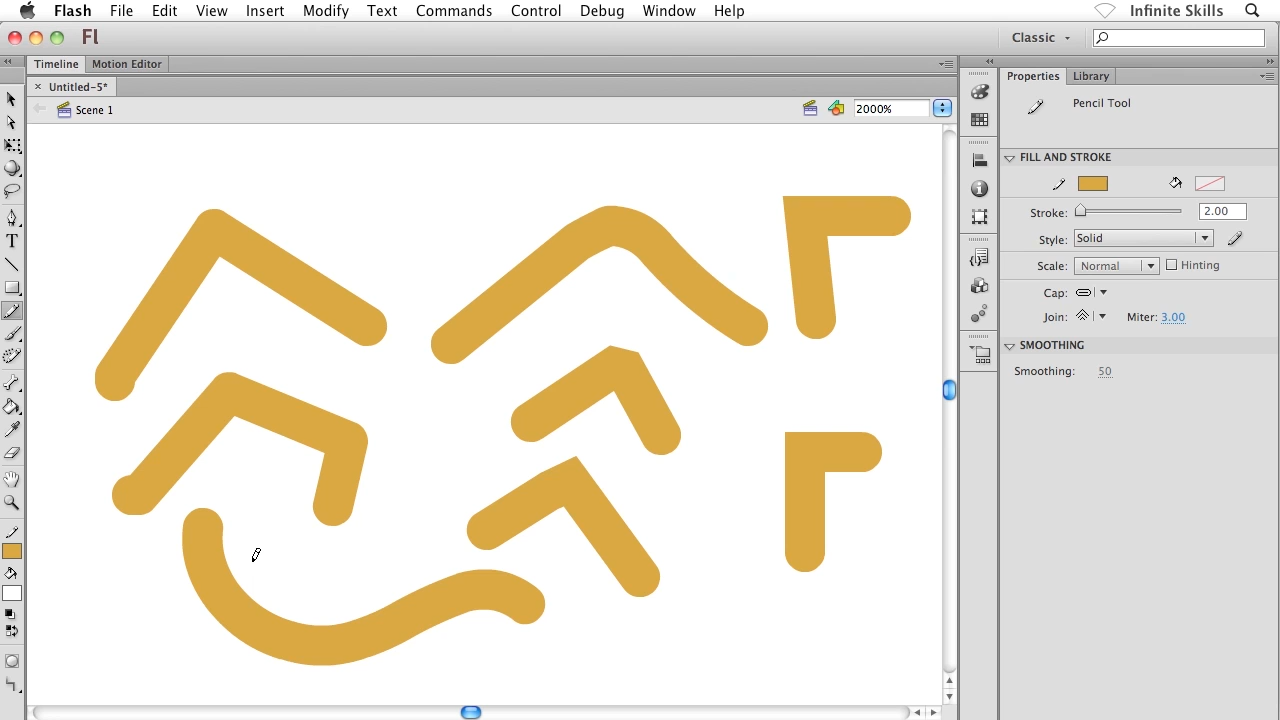 Flash File Edit View Insert Modify Text Commands Control Debug Window Help Infinite Skills
Fl Classic
Timeline Motion Editor
Untitled-5*
Scene 1 2000%
Properties Library
Pencil Tool
FILL AND STROKE
Stroke: 2.00
Style: Solid
Scale: Normal Hinting
Cap:
Join: Miter: 3.00
SMOOTHING
Smoothing: 50
T